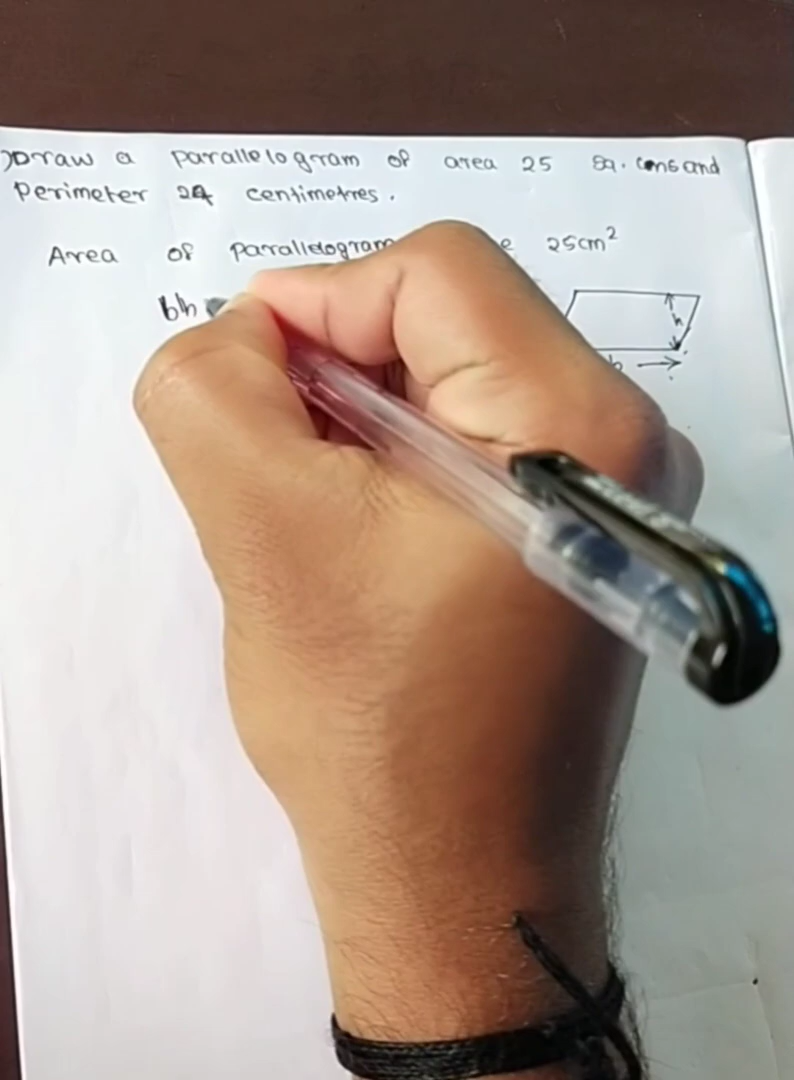 Draw a parallelogram of area 25 Sq. cms and
Perimeter 24 centimetres.
Area of parallelogram 25cm²
bh
h
b